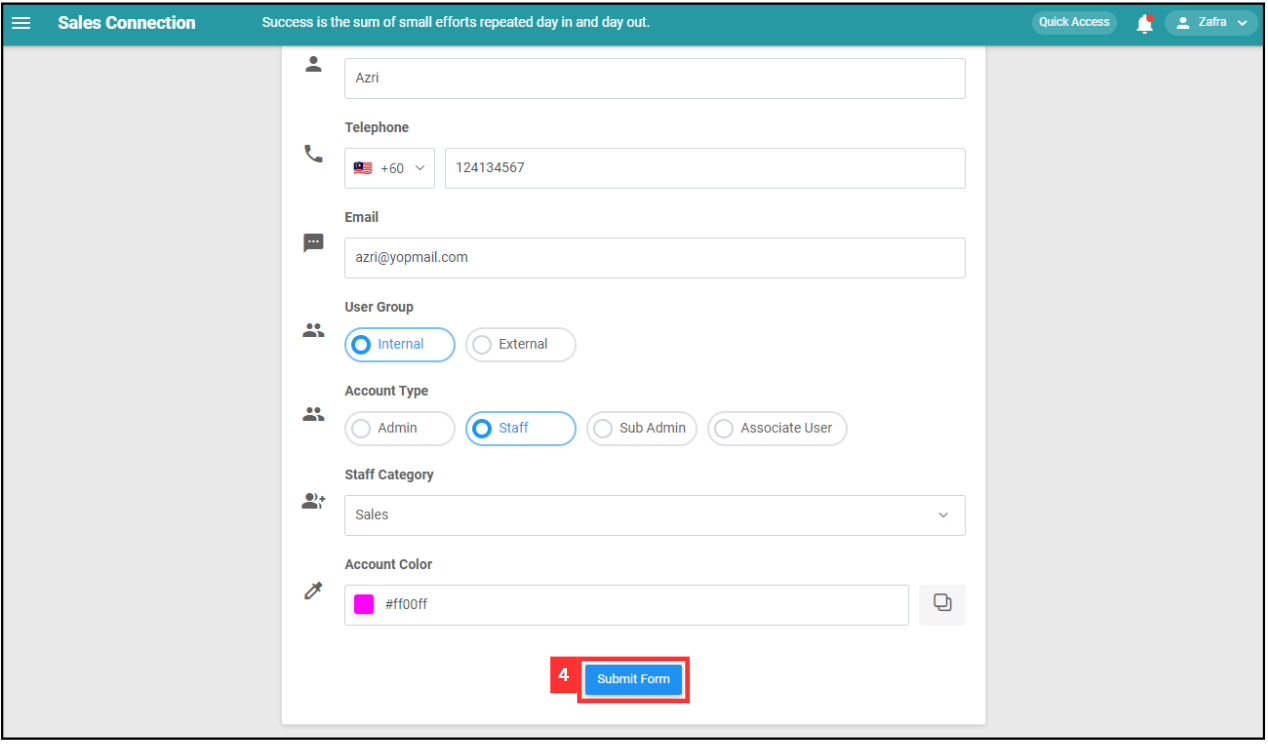 Sales Connection
Success is the sum of small efforts repeated day in and day out.
Quick Access
Zafra
Azri
Telephone
+60
124134567
Email
azri@yopmail.com
User Group
Internal
External
Account Type
Admin
Staff
Sub Admin
Associate User
Staff Category
Sales
Account Color
#ff00ff
4
Submit Form